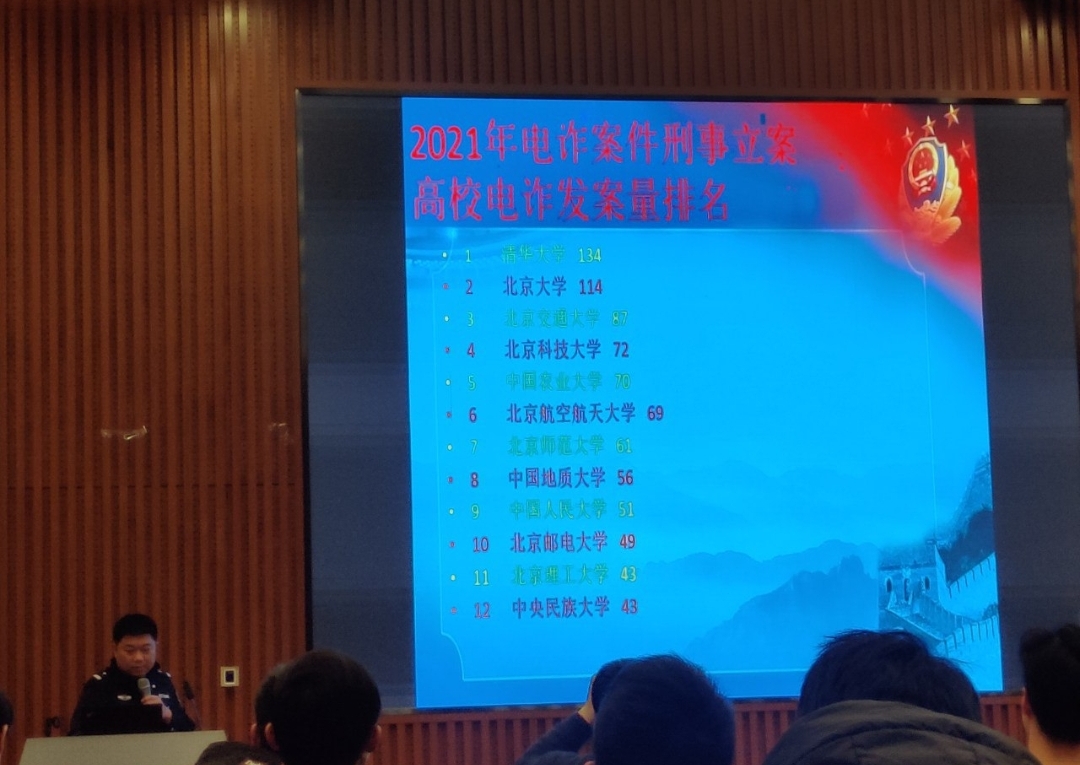 2021年电诈案件刑事立案
高校电诈发案量排名
• 1 清华大学 134
• 2 北京大学 114
• 3 北京交通大学 87
• 4 北京科技大学 72
• 5 中国农业大学 70
• 6 北京航空航天大学 69
• 7 北京师范大学 61
• 8 中国地质大学 56
• 9 中国人民大学 51
• 10 北京邮电大学 49
• 11 北京理工大学 43
• 12 中央民族大学 43